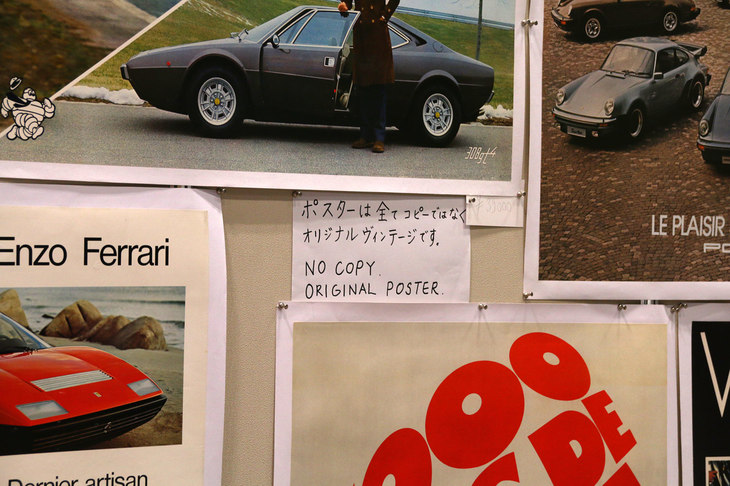 308gt4
ポスターは全てコピーではなく
オリジナルヴィンテージです。
NO COPY.
ORIGINAL POSTER.
Enzo Ferrari
LE PLAISIR
Dernier artisan
DE